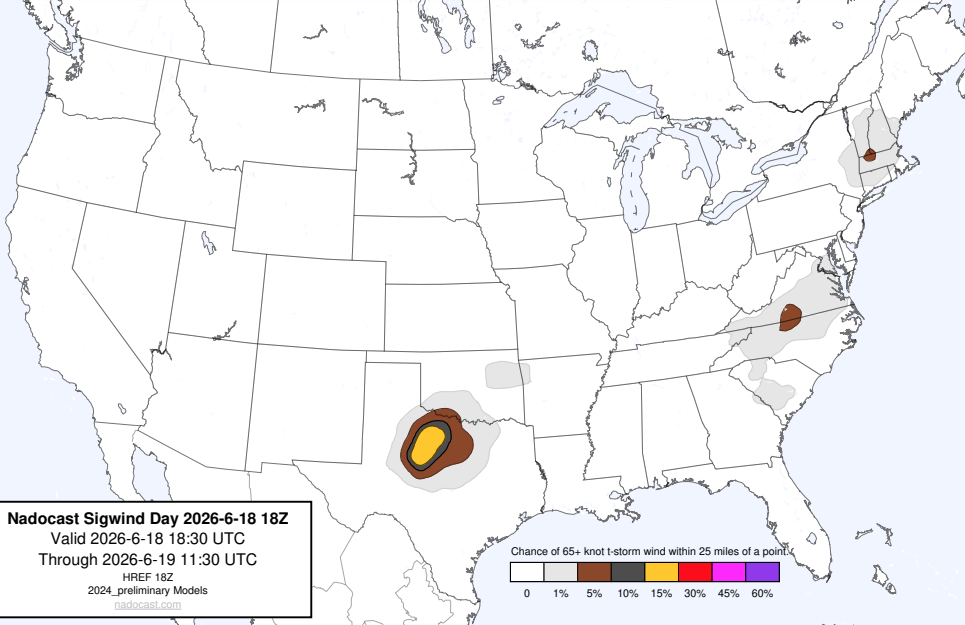 Nadocast Sigwind Day 2026-6-18 18Z
Valid 2026-6-18 18:30 UTC
Through 2026-6-19 11:30 UTC
HREF 18Z
2024_preliminary Models
nadocast.com
Chance of 65+ knot t-storm wind within 25 miles of a point.
0 1% 5% 10% 15% 30% 45% 60%